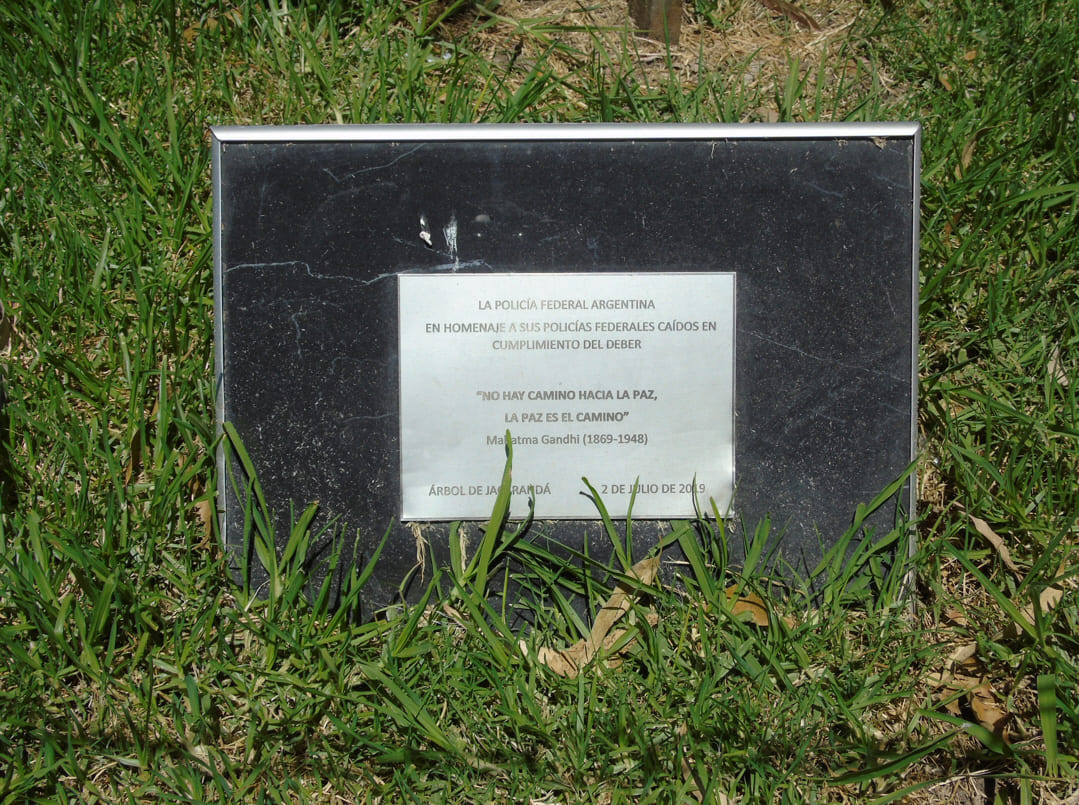 LA POLICÍA FEDERAL ARGENTINA
EN HOMENAJE A SUS POLICÍAS FEDERALES CAÍDOS EN
CUMPLIMIENTO DEL DEBER
"NO HAY CAMINO HACIA LA PAZ,
LA PAZ ES EL CAMINO"
Mahatma Gandhi (1869-1948)
ÁRBOL DE JACARANDÁ 2 DE JULIO DE 2019